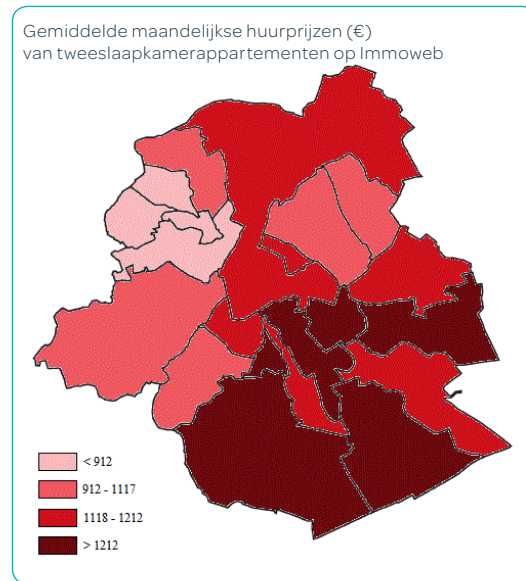 Gemiddelde maandelijkse huurprijzen (€)
van tweeslaapkamerappartementen op Immoweb
< 912
912 - 1117
1118 - 1212
> 1212